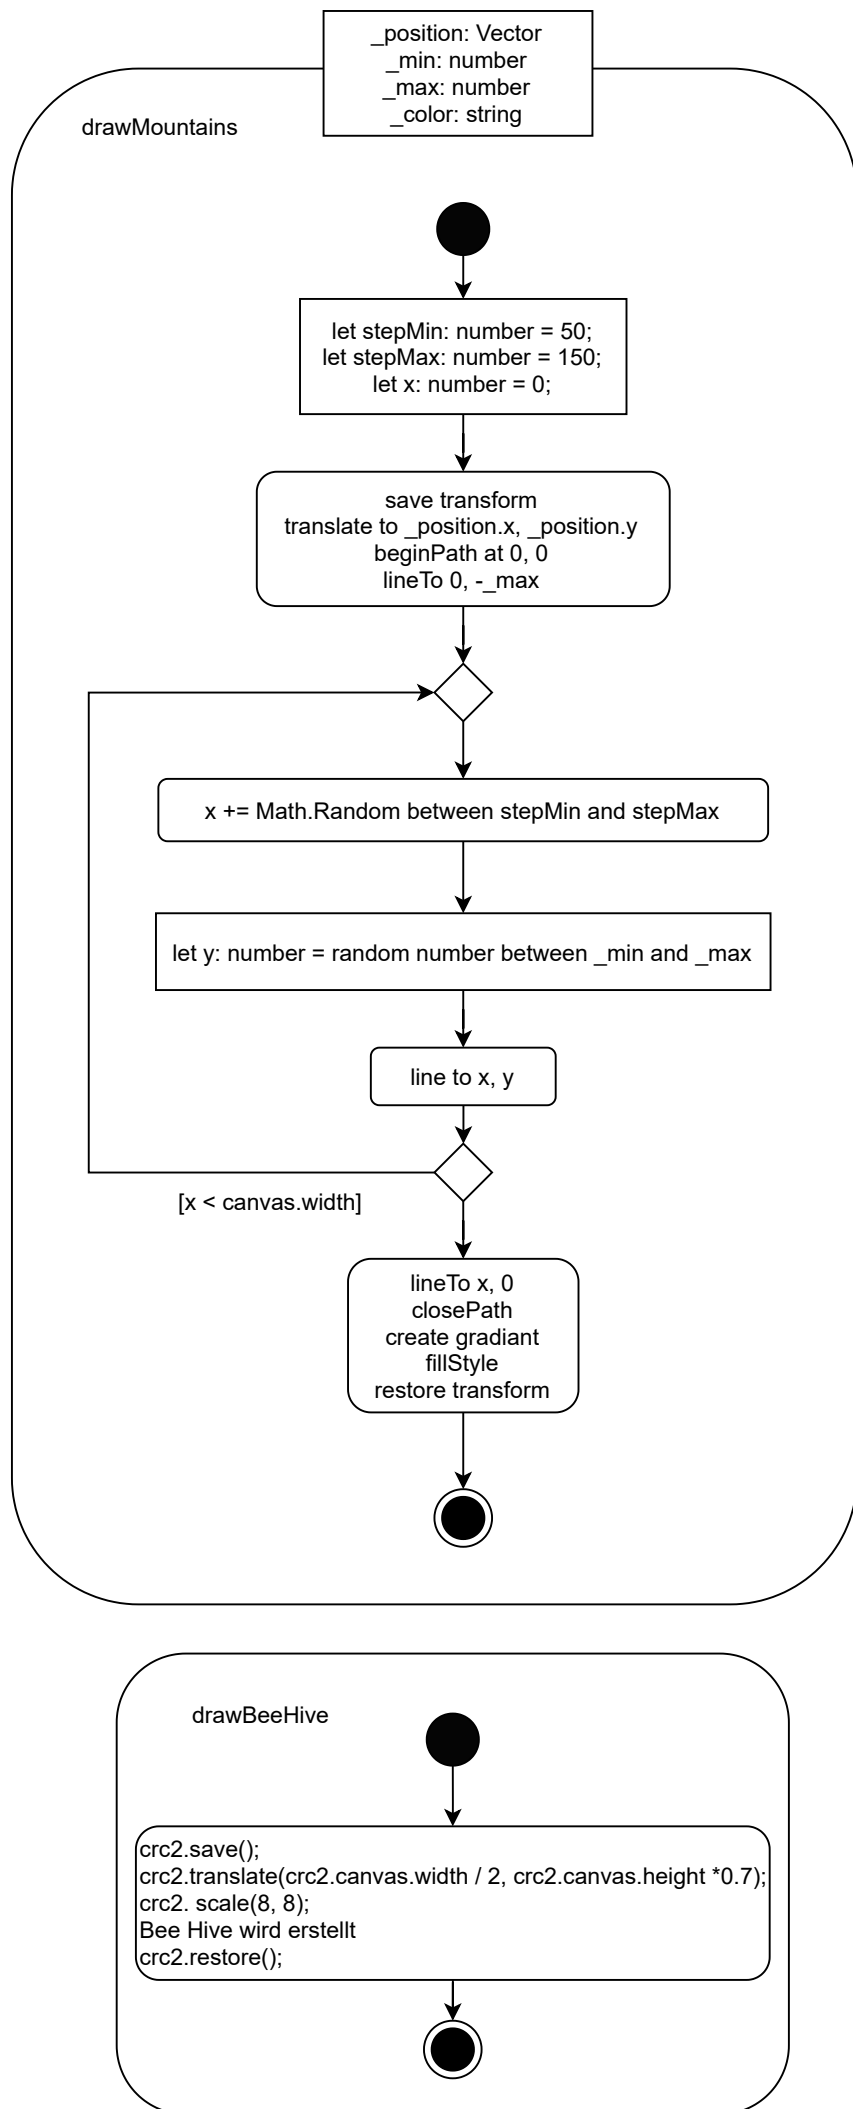 _position: Vector
_min: number
_max: number
_color: string
drawMountains
let stepMin: number = 50;
let stepMax: number = 150;
let x: number = 0;
save transform
translate to _position.x, _position.y
beginPath at 0, 0
lineTo 0, -_max
x += Math.Random between stepMin and stepMax
let y: number = random number between _min and _max
line to x, y
[x < canvas.width]
lineTo x, 0
closePath
create gradiant
fillStyle
restore transform
drawBeeHive
crc2.save();
crc2.translate(crc2.canvas.width / 2, crc2.canvas.height *0.7);
crc2. scale(8, 8);
Bee Hive wird erstellt
crc2.restore();